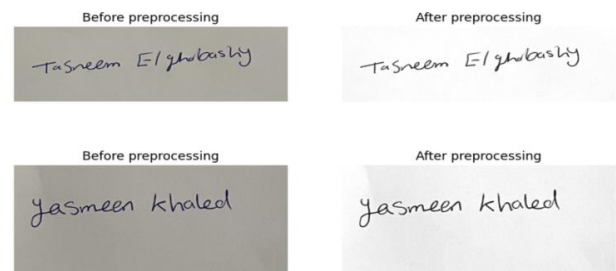 Before preprocessing
After preprocessing
Tasneem Elghobashy
Tasneem Elghobashy
Before preprocessing
After preprocessing
yasmeen khaled
yasmeen khaled